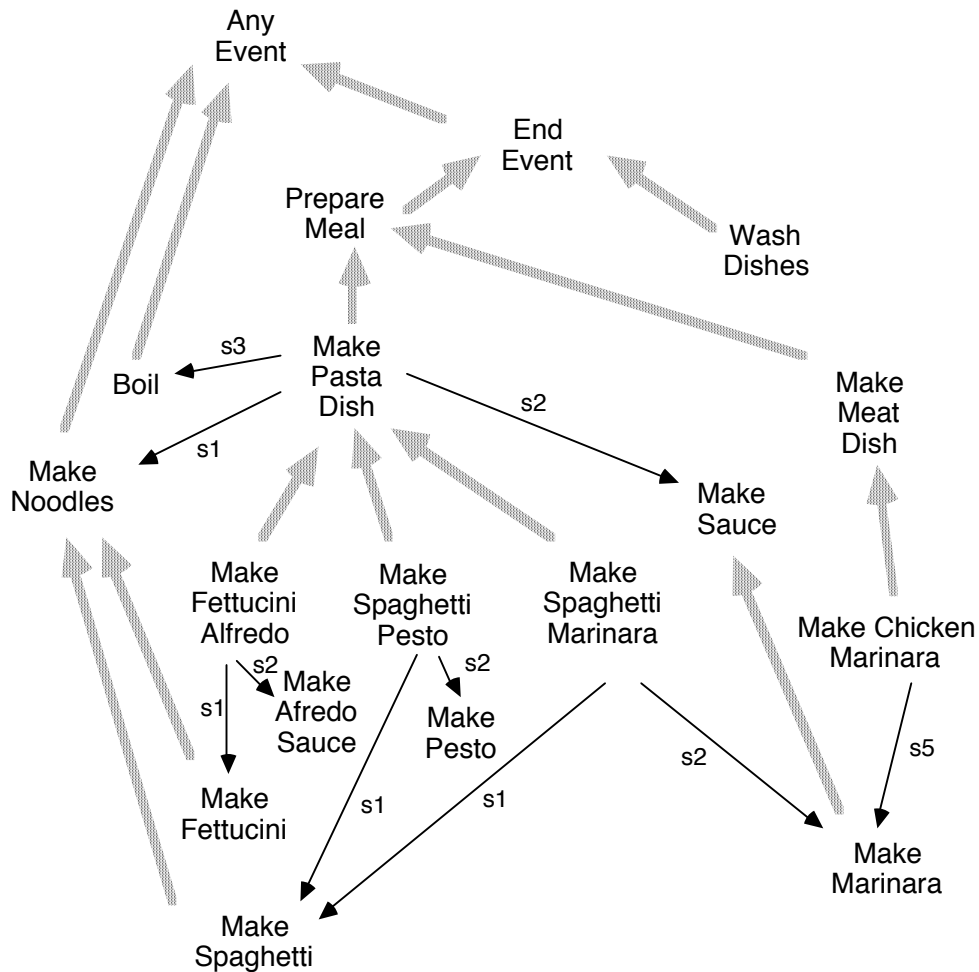 Any
Event
End
Event
Prepare
Meal
Wash
Dishes
s3
Make
Pasta
Dish
Boil
s2
Make
Meat
Dish
s1
Make
Noodles
Make
Sauce
Make
Fettucini
Alfredo
Make
Spaghetti
Pesto
Make
Spaghetti
Marinara
Make Chicken
Marinara
s2
s2
s1
Make
Afredo
Sauce
Make
Pesto
s2
s5
s1
s1
Make
Fettucini
Make
Marinara
Make
Spaghetti